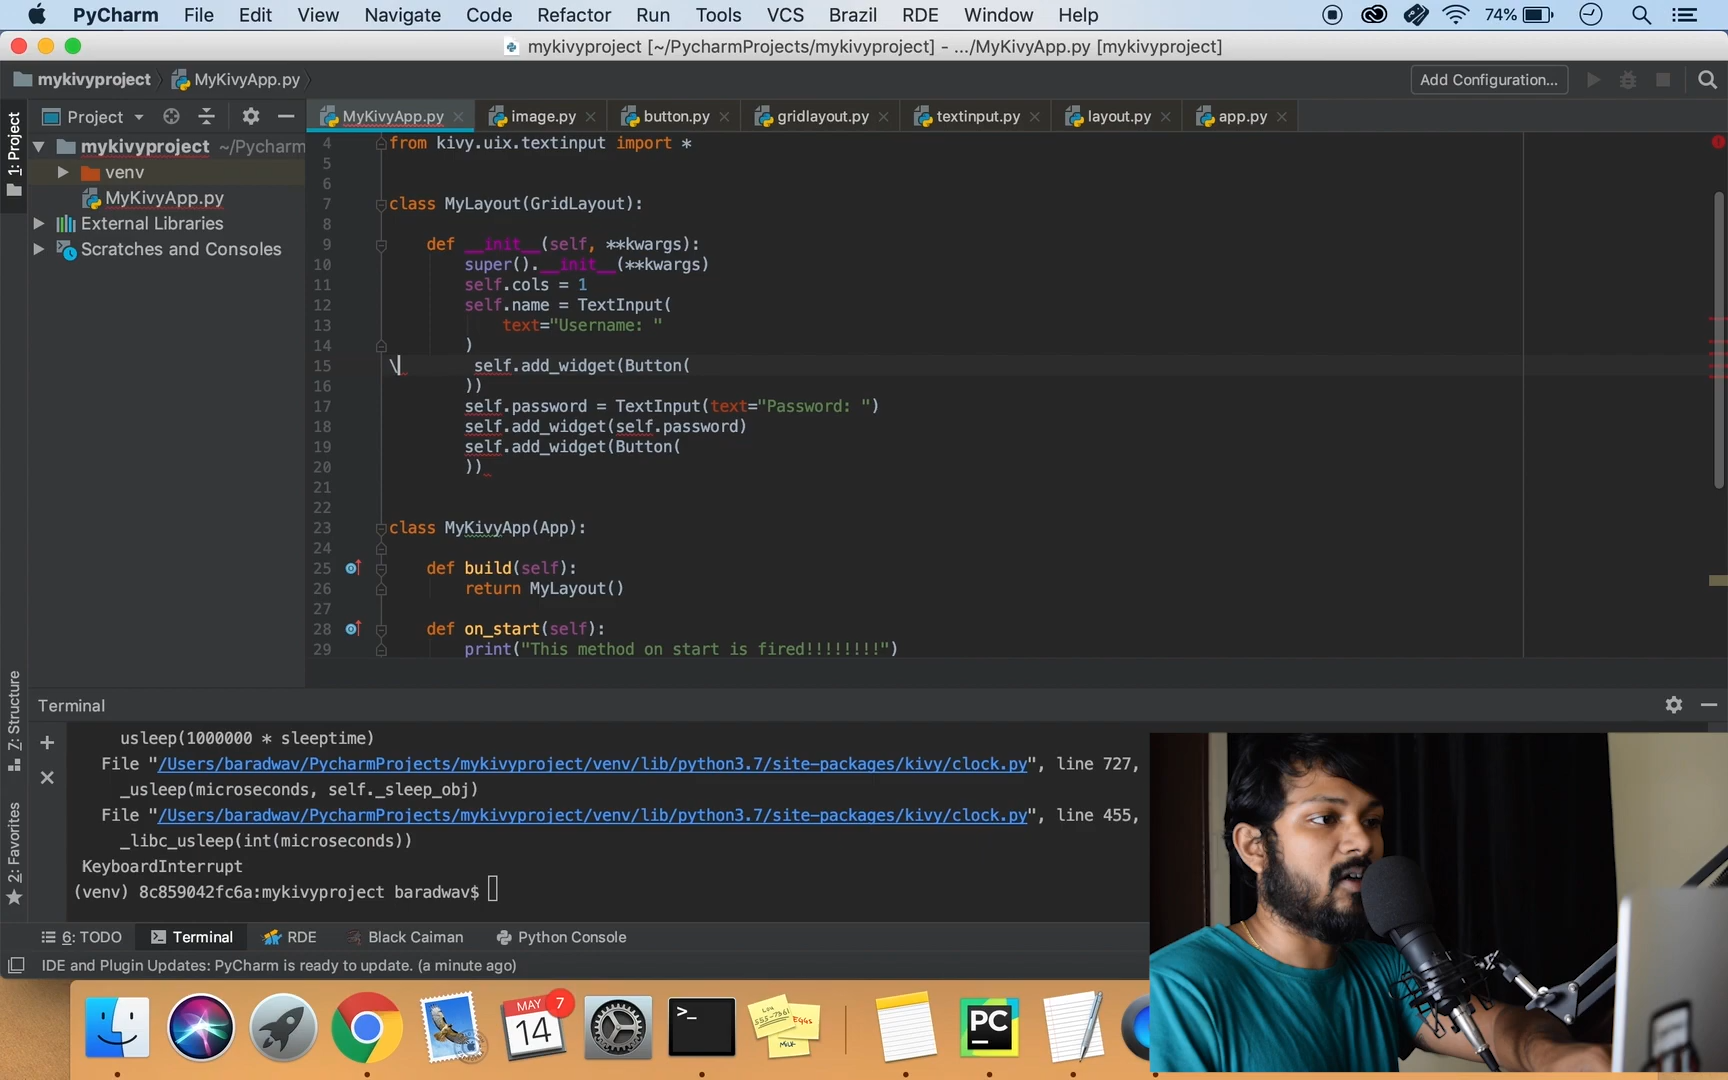 PyCharm File Edit View Navigate Code Refactor Run Tools VCS Brazil RDE Window Help 74%
mykivyproject [~/PycharmProjects/mykivyproject] - .../MyKivyApp.py [mykivyproject]
mykivyproject MyKivyApp.py Add Configuration...
Project MyKivyApp.py image.py button.py gridlayout.py textinput.py layout.py app.py
1: Project
mykivyproject ~/Pycharm
venv
MyKivyApp.py
External Libraries
Scratches and Consoles
4 from kivy.uix.textinput import *
5
6
7 class MyLayout(GridLayout):
8
9 def __init__(self, **kwargs):
10 super().__init__(**kwargs)
11 self.cols = 1
12 self.name = TextInput(
13 text="Username: "
14 )
15 \ self.add_widget(Button(
16 ))
17 self.password = TextInput(text="Password: ")
18 self.add_widget(self.password)
19 self.add_widget(Button(
20 ))
21
22
23 class MyKivyApp(App):
24
25 def build(self):
26 return MyLayout()
27
28 def on_start(self):
29 print("This method on start is fired!!!!!!!!")
7: Structure
2: Favorites
Terminal
usleep(1000000 * sleeptime)
File "/Users/baradwav/PycharmProjects/mykivyproject/venv/lib/python3.7/site-packages/kivy/clock.py", line 727,
_usleep(microseconds, self._sleep_obj)
File "/Users/baradwav/PycharmProjects/mykivyproject/venv/lib/python3.7/site-packages/kivy/clock.py", line 455,
_libc_usleep(int(microseconds))
KeyboardInterrupt
(venv) 8c859042fc6a:mykivyproject baradwav$
6: TODO Terminal RDE Black Caiman Python Console
IDE and Plugin Updates: PyCharm is ready to update. (a minute ago)
MAY 7
14
>_
EGGS
MILK
PC